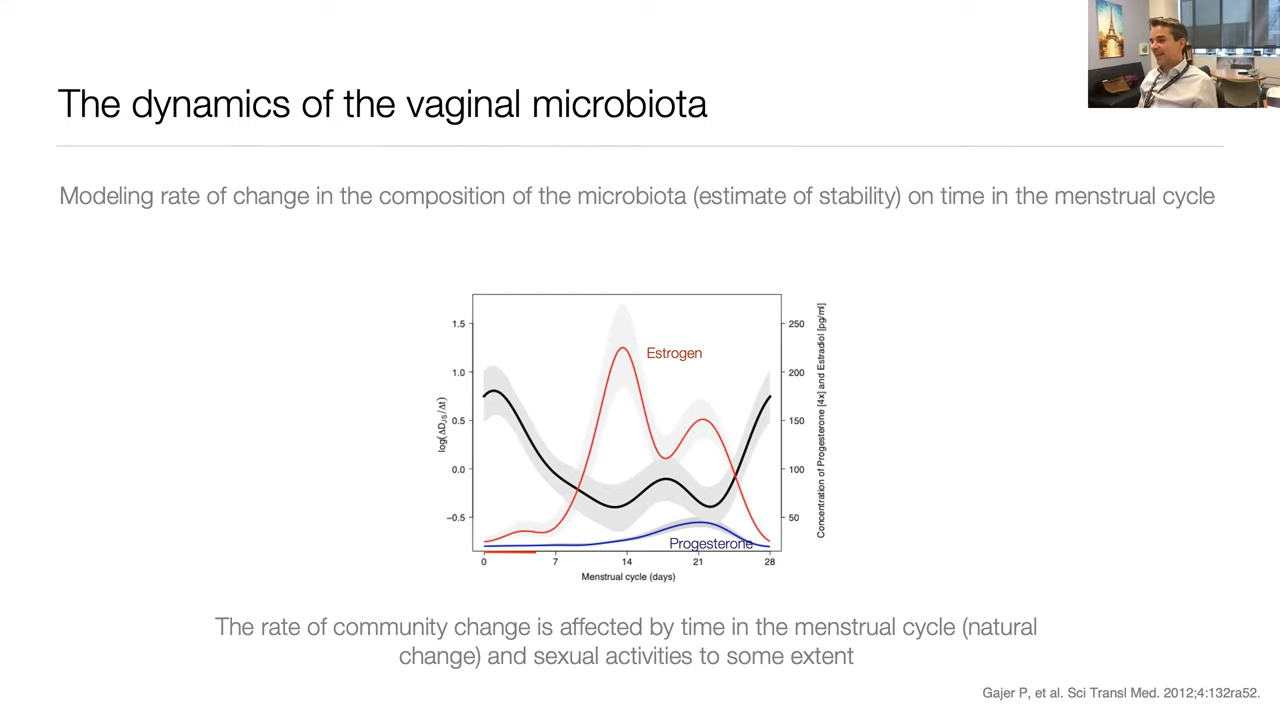 The dynamics of the vaginal microbiota
Modeling rate of change in the composition of the microbiota (estimate of stability) on time in the menstrual cycle
1.5
1.0
0.5
0.0
−0.5
log(ΔD_JS/Δt)
Estrogen
Progesterone
250
200
150
100
50
Concentration of Progesterone [4x] and Estradiol [pg/ml]
0 7 14 21 28
Menstrual cycle (days)
The rate of community change is affected by time in the menstrual cycle (natural
change) and sexual activities to some extent
Gajer P, et al. Sci Transl Med. 2012;4:132ra52.